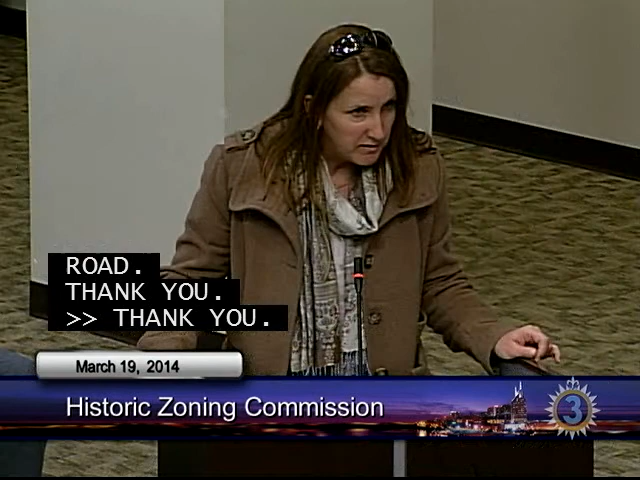 ROAD.
THANK YOU.
>> THANK YOU.
March 19, 2014
Historic Zoning Commission
3